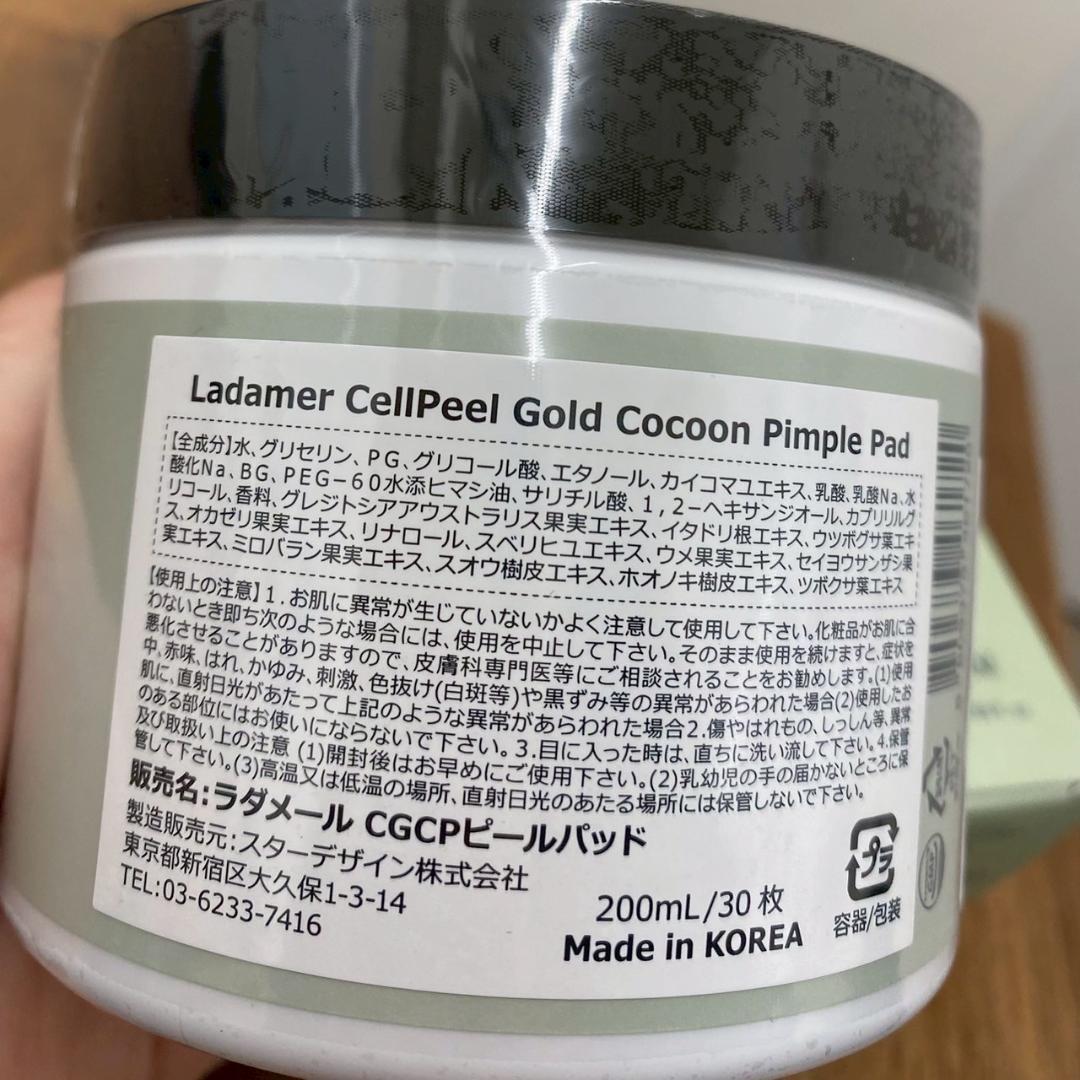 Ladamer CellPeel Gold Cocoon Pimple Pad
【全成分】水、グリセリン、PG、グリコール酸、エタノール、カイコマユエキス、乳酸、乳酸Na、水
酸化Na、BG、PEG-60水添ヒマシ油、サリチル酸、1,2-ヘキサンジオール、カプリリルグ
リコール、香料、グレジトシアアウストラリス果実エキス、イタドリ根エキス、ウツボグサ葉エキ
ス、オカゼリ果実エキス、リナロール、スベリヒユエキス、ウメ果実エキス、セイヨウサンザシ果
実エキス、ミロバラン果実エキス、スオウ樹皮エキス、ホオノキ樹皮エキス、ツボクサ葉エキス
【使用上の注意】1.お肌に異常が生じていないかよく注意して使用して下さい。化粧品がお肌に合
わないとき即ち次のような場合には、使用を中止して下さい。そのまま使用を続けますと、症状を
悪化させることがありますので、皮膚科専門医等にご相談されることをお勧めします。(1)使用
中、赤味、はれ、かゆみ、刺激、色抜け(白斑等)や黒ずみ等の異常があらわれた場合(2)使用したお
肌に、直射日光があたって上記のような異常があらわれた場合2.傷やはれもの、しっしん等、異常
のある部位にはお使いにならないで下さい。3.目に入った時は、直ちに洗い流して下さい。4.保管
及び取扱い上の注意 (1)開封後はお早めにご使用下さい。(2)乳幼児の手の届かないところに保
管して下さい。(3)高温又は低温の場所、直射日光のあたる場所には保管しないで下さい。
販売名:ラダメール CGCPピールパッド
製造販売元:スターデザイン株式会社
東京都新宿区大久保1-3-14
TEL:03-6233-7416
200mL/30枚
Made in KOREA
プラ
容器/包装